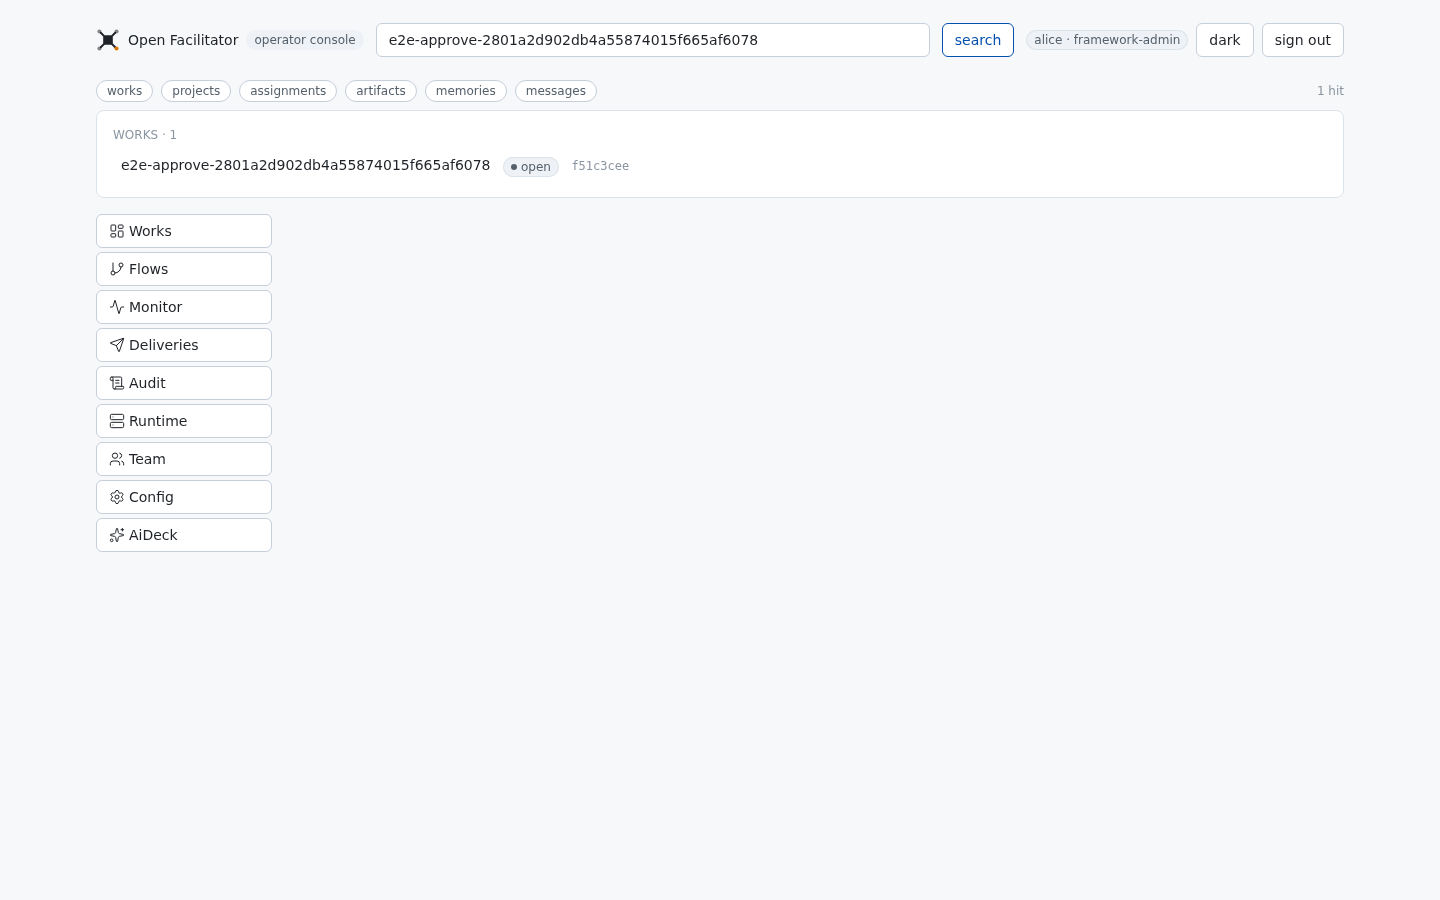 Open Facilitator operator console e2e-approve-2801a2d902db4a55874015f665af6078 search alice · framework-admin dark sign out
works projects assignments artifacts memories messages 1 hit
WORKS · 1
e2e-approve-2801a2d902db4a55874015f665af6078 open f51c3cee
Works
Flows
Monitor
Deliveries
Audit
Runtime
Team
Config
AiDeck